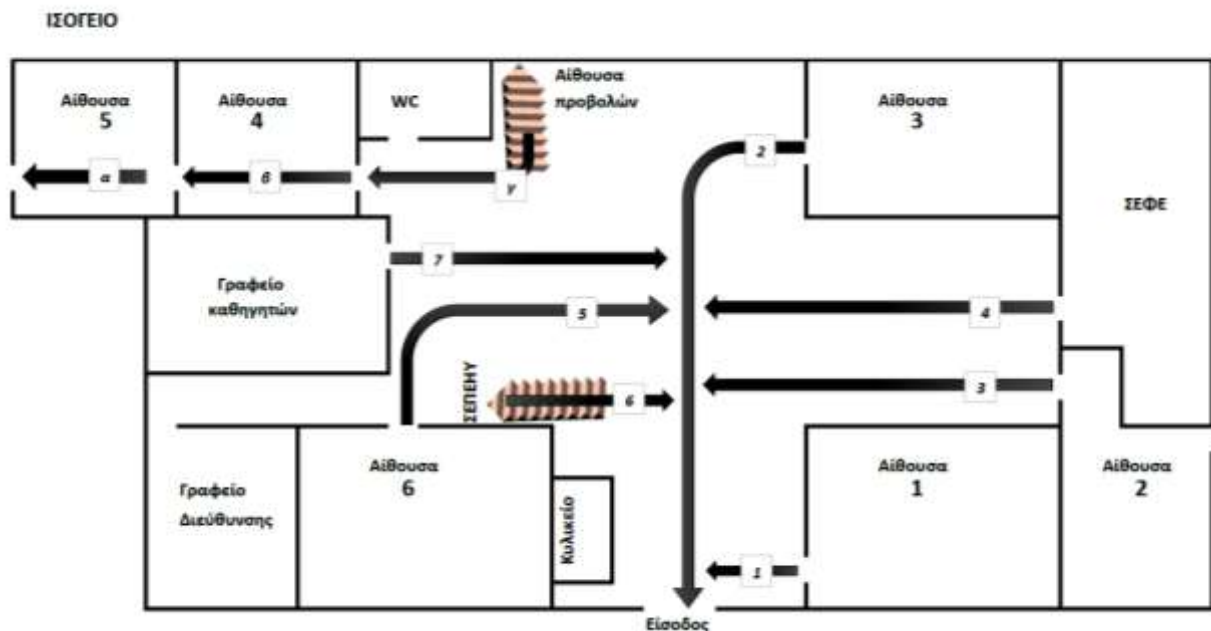 ΙΣΟΓΕΙΟ
Αίθουσα
5
Αίθουσα
4
WC
Αίθουσα
προβολών
Αίθουσα
3
ΣΕΦΕ
α
β
γ
2
7
Γραφείο
καθηγητών
5
4
3
ΣΕΠΕΗΥ
6
Γραφείο
Διεύθυνσης
Αίθουσα
6
Κυλικείο
Αίθουσα
1
Αίθουσα
2
1
Είσοδος